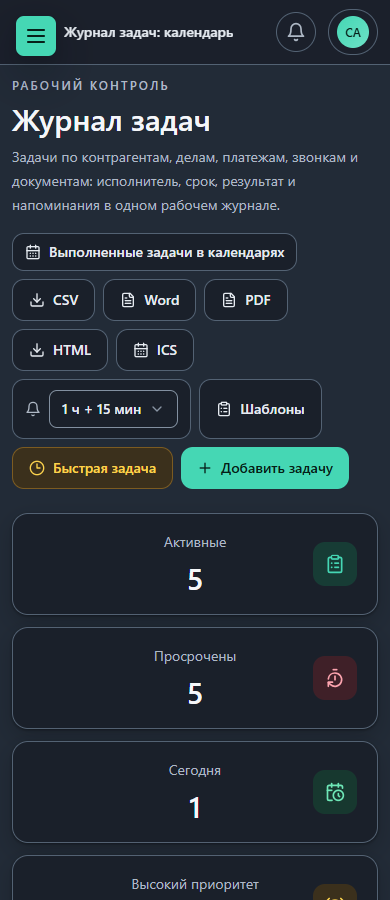 Журнал задач: календарь
СА
РАБОЧИЙ КОНТРОЛЬ
Журнал задач
Задачи по контрагентам, делам, платежам, звонкам и
документам: исполнитель, срок, результат и
напоминания в одном рабочем журнале.
Выполненные задачи в календарях
CSV
Word
PDF
HTML
ICS
1 ч + 15 мин
Шаблоны
Быстрая задача
Добавить задачу
Активные
5
Просрочены
5
Сегодня
1
Высокий приоритет